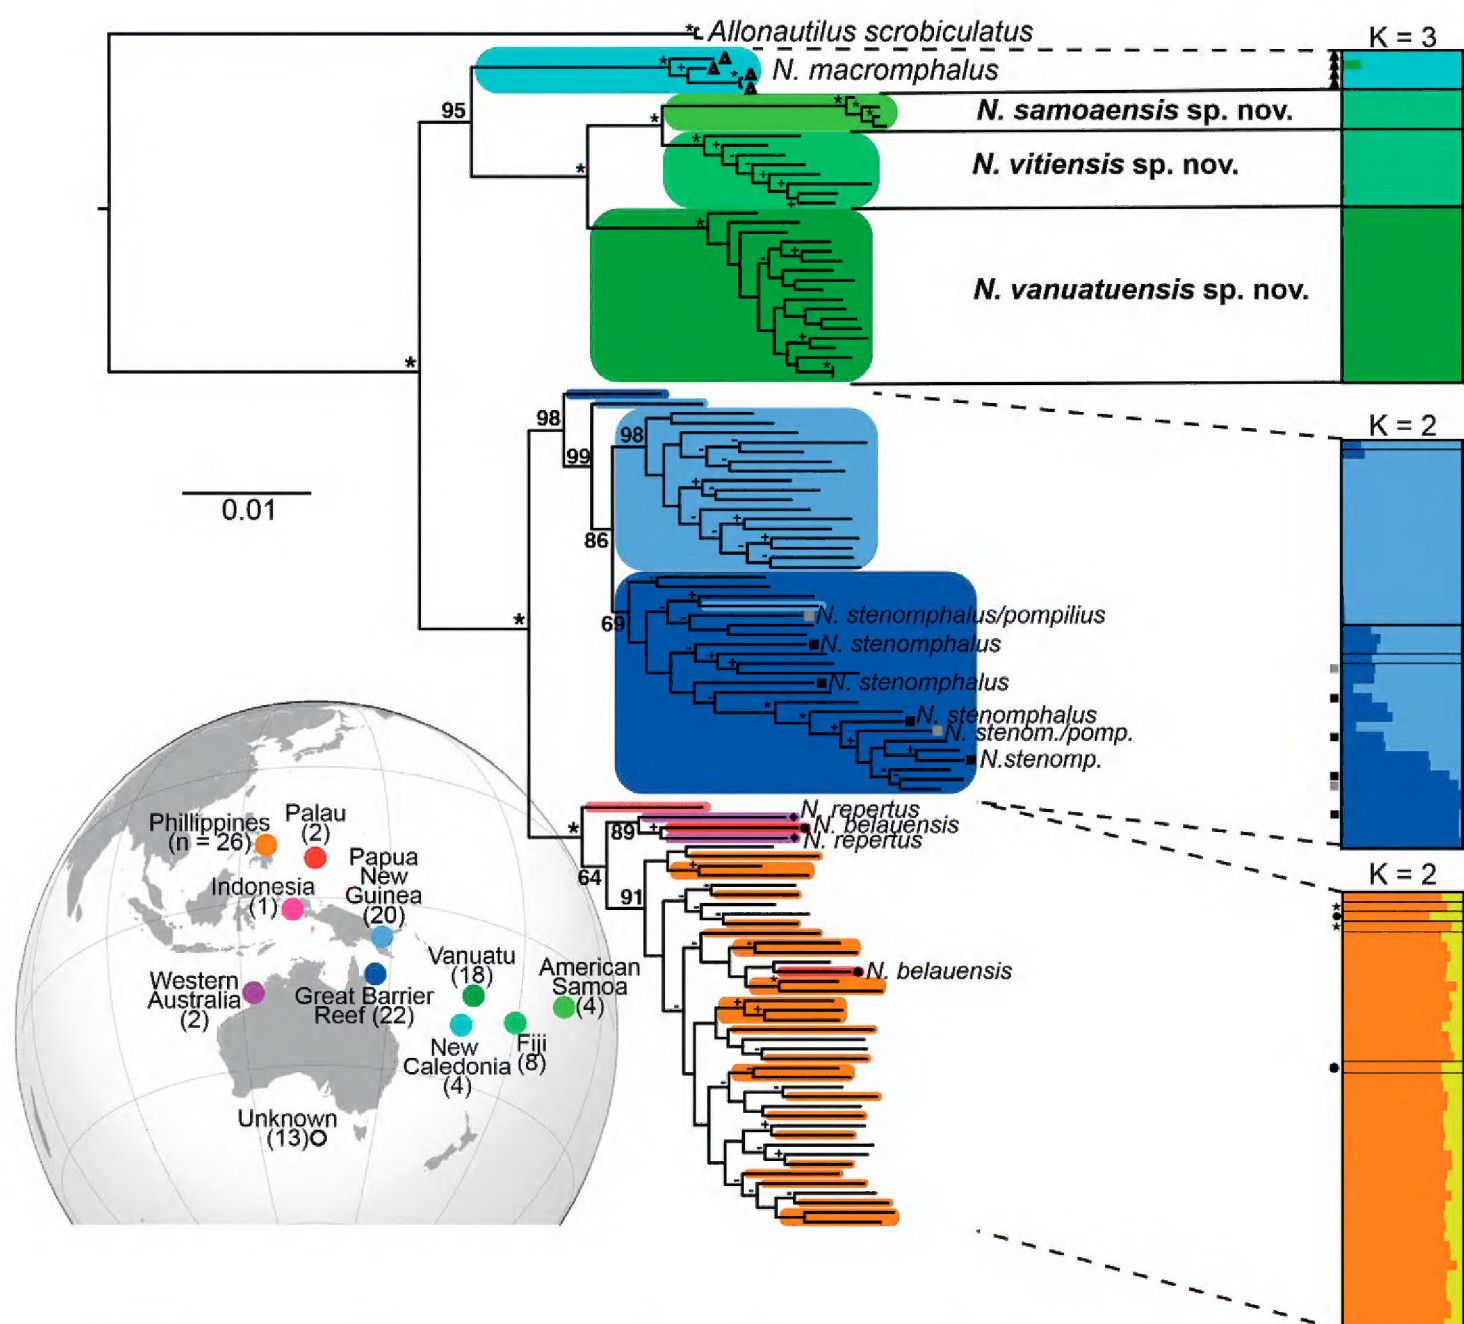 Allonautilus scrobiculatus
K = 3
N. macromphalus
95
N. samoaensis sp. nov.
N. vitiensis sp. nov.
N. vanuatuensis sp. nov.
K = 2
98
98
99
0.01
86
69
N. stenomphalus/pompilius
N. stenomphalus
N. stenomphalus
N. stenomphalus
N. stenom./pomp.
N.stenomp.
N. repertus
N. belauensis
N. repertus
89
64
91
K = 2
N. belauensis
Phillippines
(n = 26)
Palau
(2)
Papua
New
Guinea
(20)
Indonesia
(1)
Vanuatu
(18)
American
Samoa
(4)
Western
Australia
(2)
Great Barrier
Reef (22)
New
Caledonia
(4)
Fiji
(8)
Unknown
(13)